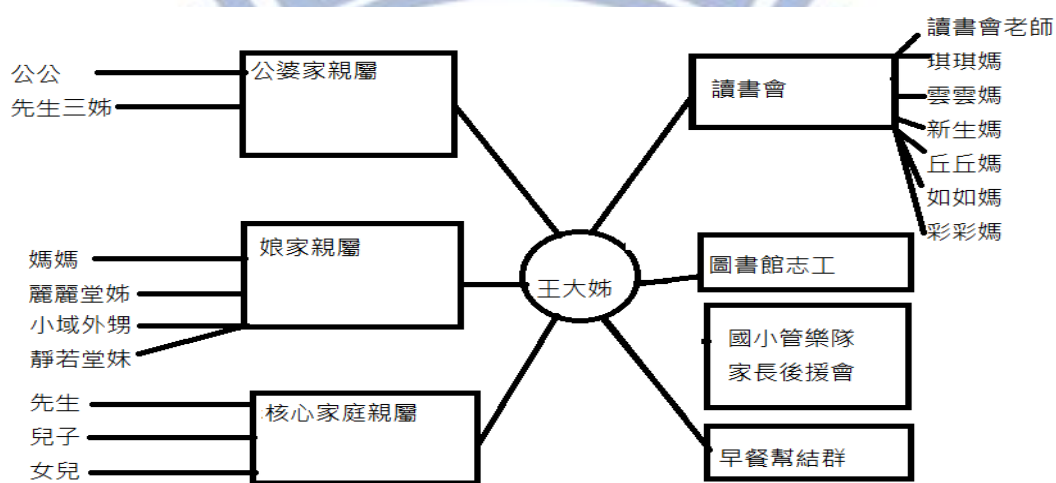 公婆家親屬
公公
先生三姊
娘家親屬
媽媽
麗麗堂姊
小域外甥
靜若堂妹
核心家庭親屬
先生
兒子
女兒
王大姊
讀書會
讀書會老師
琪琪媽
雲雲媽
新生媽
丘丘媽
如如媽
彩彩媽
圖書館志工
國小管樂隊
家長後援會
早餐幫結群